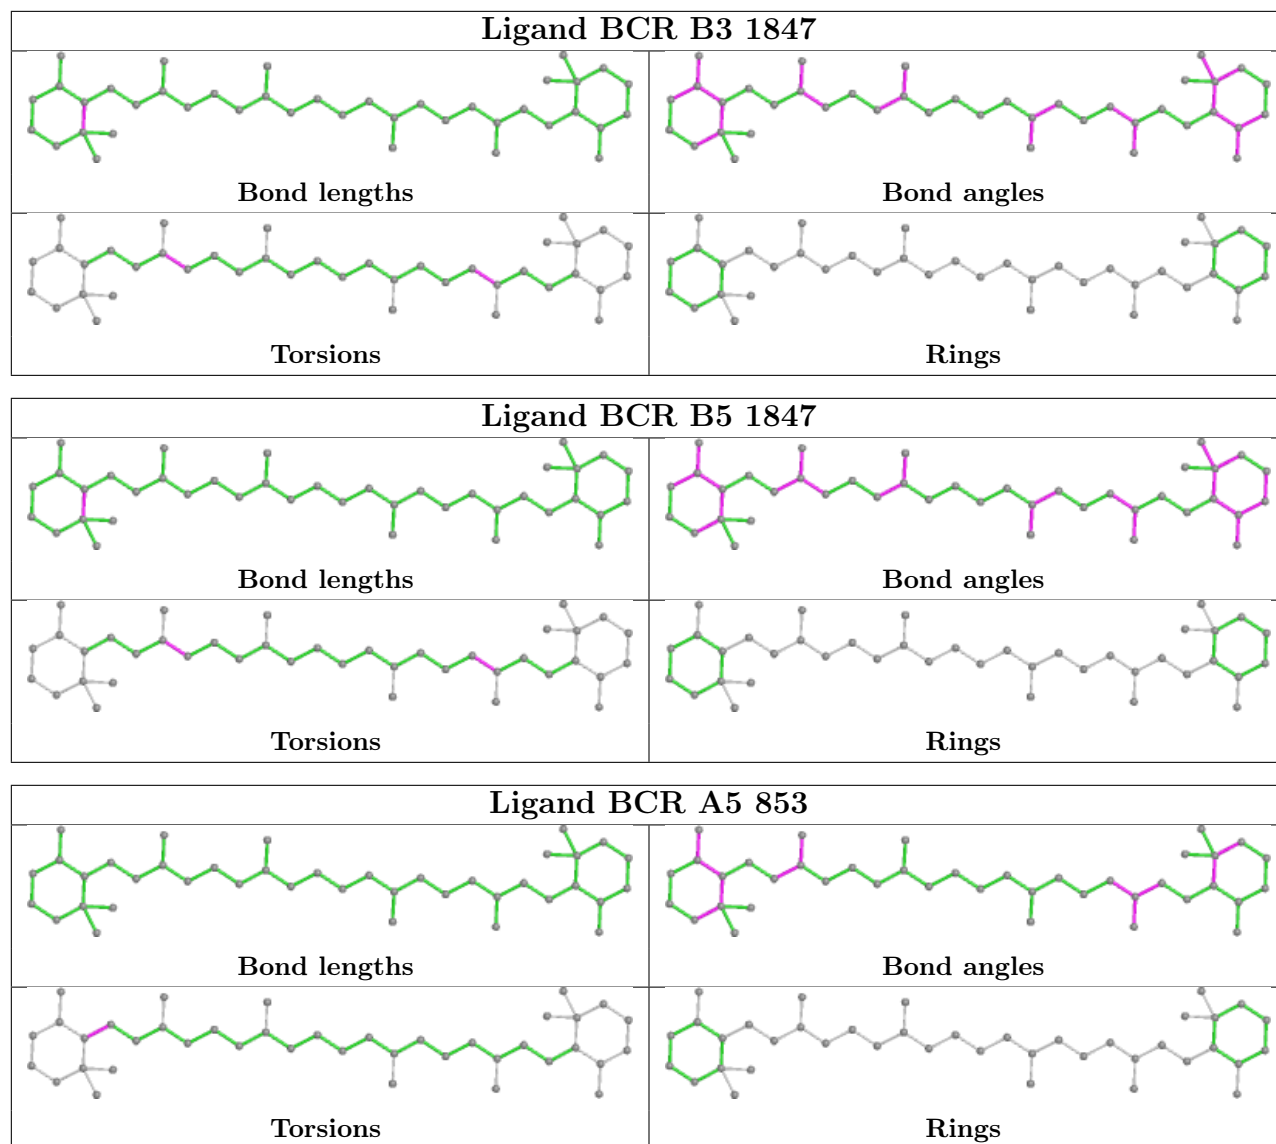 Ligand BCR B3 1847
Bond lengths
Bond angles
Torsions
Rings
Ligand BCR B5 1847
Bond lengths
Bond angles
Torsions
Rings
Ligand BCR A5 853
Bond lengths
Bond angles
Torsions
Rings